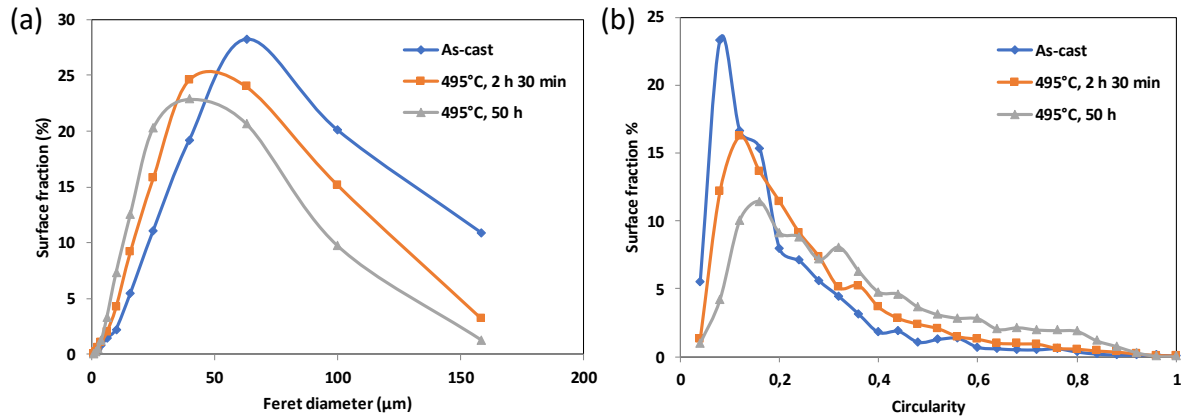 (a)
30
25
20
15
10
5
0
Surface fraction (%)
0 50 100 150 200
Feret diameter (µm)
As-cast
495°C, 2 h 30 min
495°C, 50 h
(b)
25
20
15
10
5
0
Surface fraction %
0 0,2 0,4 0,6 0,8 1
Circularity
As-cast
495°C, 2 h 30 min
495°C, 50 h